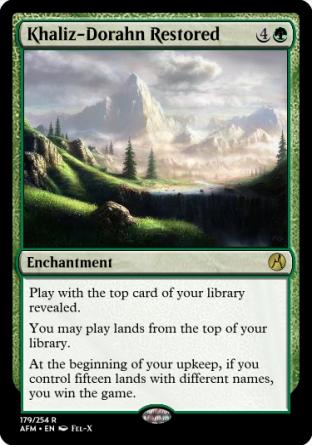 Khaliz-Dorahn Restored 4
Enchantment
Play with the top card of your library
revealed.
You may play lands from the top of your
library.
At the beginning of your upkeep, if you
control fifteen lands with different names,
you win the game.
179/254 R
AFM • EN Fel-X